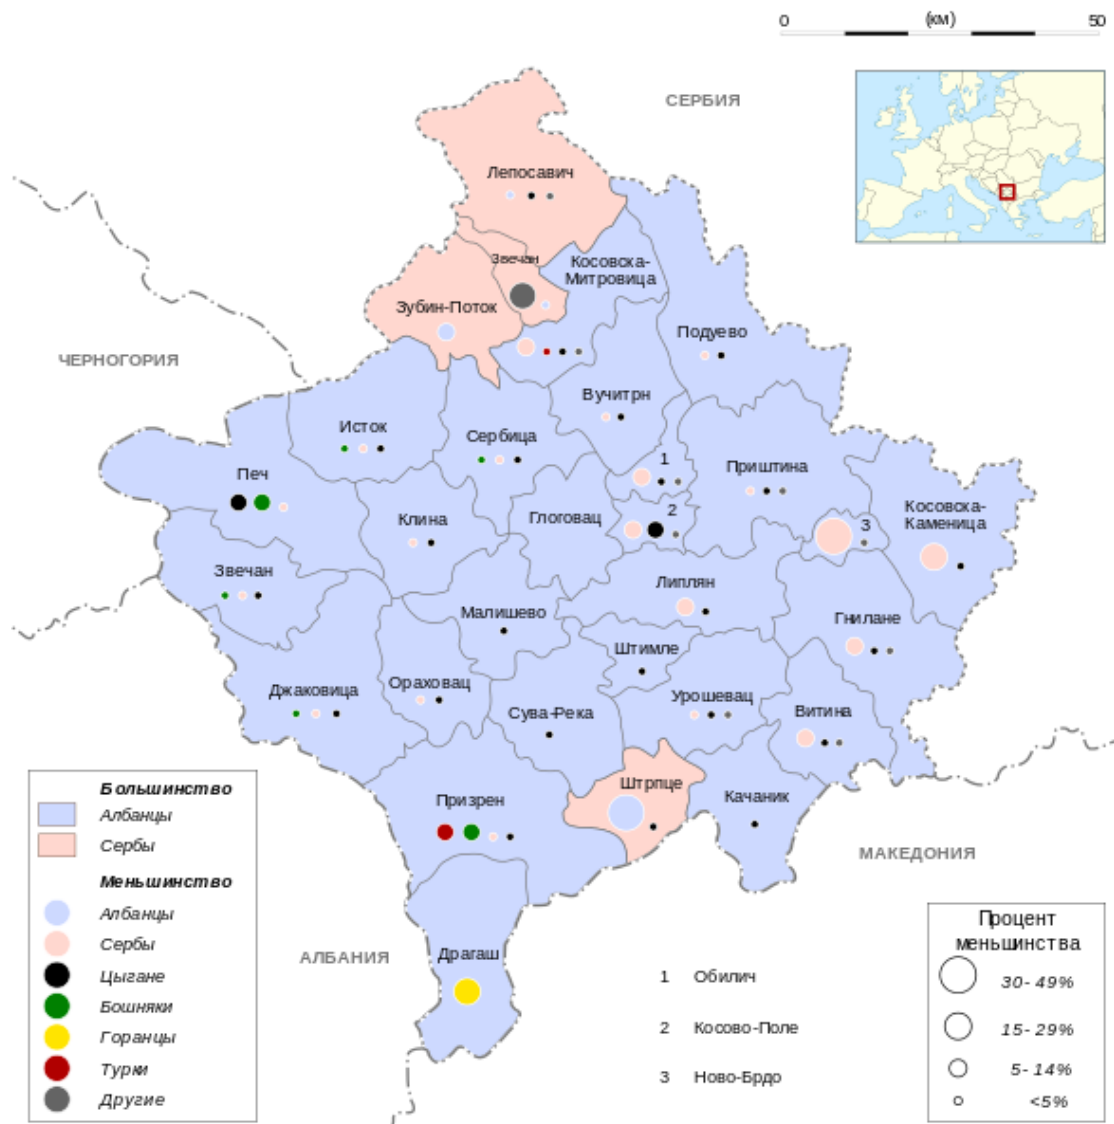 0 (км) 50
СЕРБИЯ
Лепосавич
Звечан
Косовска-
Митровица
Зубин-Поток
Подуево
ЧЕРНОГОРИЯ
Вучитрн
Исток
Сербица
1
Приштина
Печ
2
Косовска-
Каменица
Клина
Глоговац
3
Звечан
Липлян
Малишево
Гнилане
Штимле
Ораховац
Джаковица
Урошевац
Сува-Река
Витина
Штрпце
Качаник
Призрен
МАКЕДОНИЯ
АЛБАНИЯ
Драгаш
Большинство
Албанцы
Сербы
Меньшинство
Албанцы
Сербы
Цыгане
Бошняки
Горанцы
Турки
Другие
1 Обилич
2 Косово-Поле
3 Ново-Брдо
Процент
меньшинства
30-49%
15-29%
5-14%
<5%